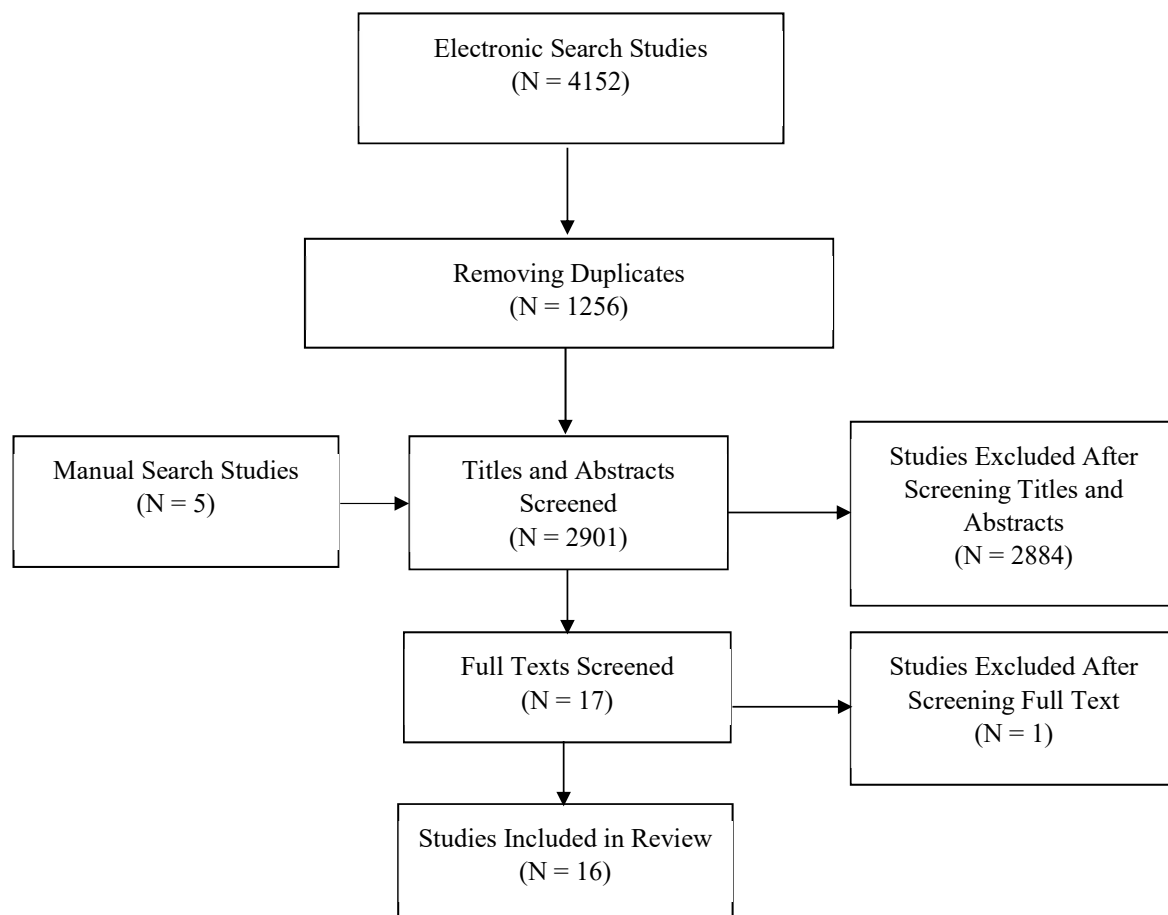 Electronic Search Studies
(N = 4152)
Removing Duplicates
(N = 1256)
Manual Search Studies
(N = 5)
Titles and Abstracts
Screened
(N = 2901)
Studies Excluded After
Screening Titles and
Abstracts
(N = 2884)
Full Texts Screened
(N = 17)
Studies Excluded After
Screening Full Text
(N = 1)
Studies Included in Review
(N = 16)